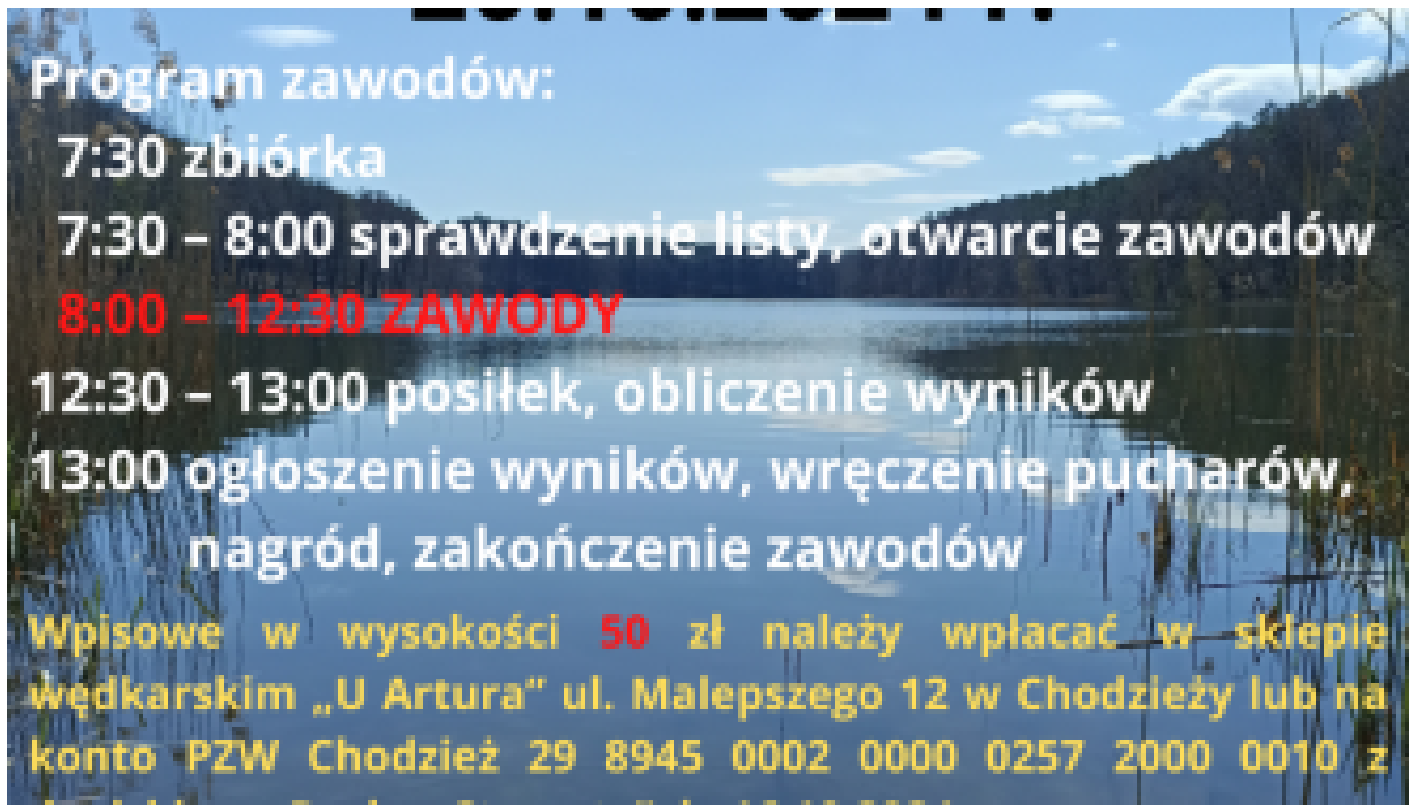 Program zawodów:
7:30 zbiórka
7:30 – 8:00 sprawdzenie listy, otwarcie zawodów
8:00 – 12:30 ZAWODY
12:30 – 13:00 posiłek, obliczenie wyników
13:00 ogłoszenie wyników, wręczenie pucharów,
nagród, zakończenie zawodów
Wpisowe w wysokości 50 zł należy wpłacać w sklepie
wędkarskim „U Artura” ul. Malepszego 12 w Chodzieży lub na
konto PZW Chodzież 29 8945 0002 0000 0257 2000 0010 z